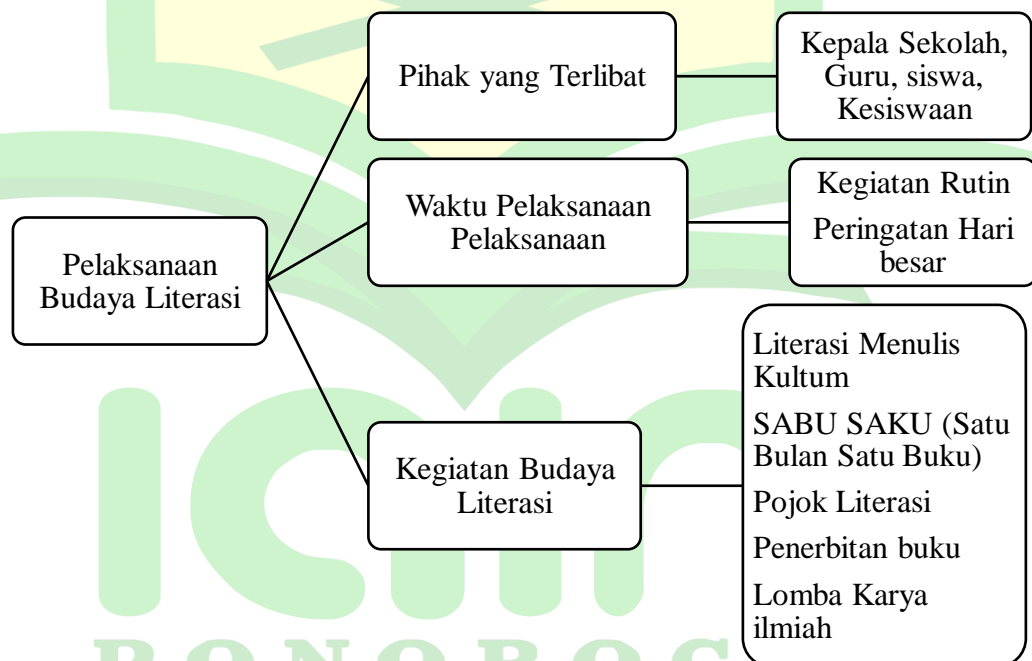 Pelaksanaan
Budaya Literasi
Pihak yang Terlibat
Kepala Sekolah,
Guru, siswa,
Kesiswaan
Waktu Pelaksanaan
Pelaksanaan
Kegiatan Rutin
Peringatan Hari
besar
Kegiatan Budaya
Literasi
Literasi Menulis
Kultum
SABU SAKU (Satu
Bulan Satu Buku)
Pojok Literasi
Penerbitan buku
Lomba Karya
ilmiah